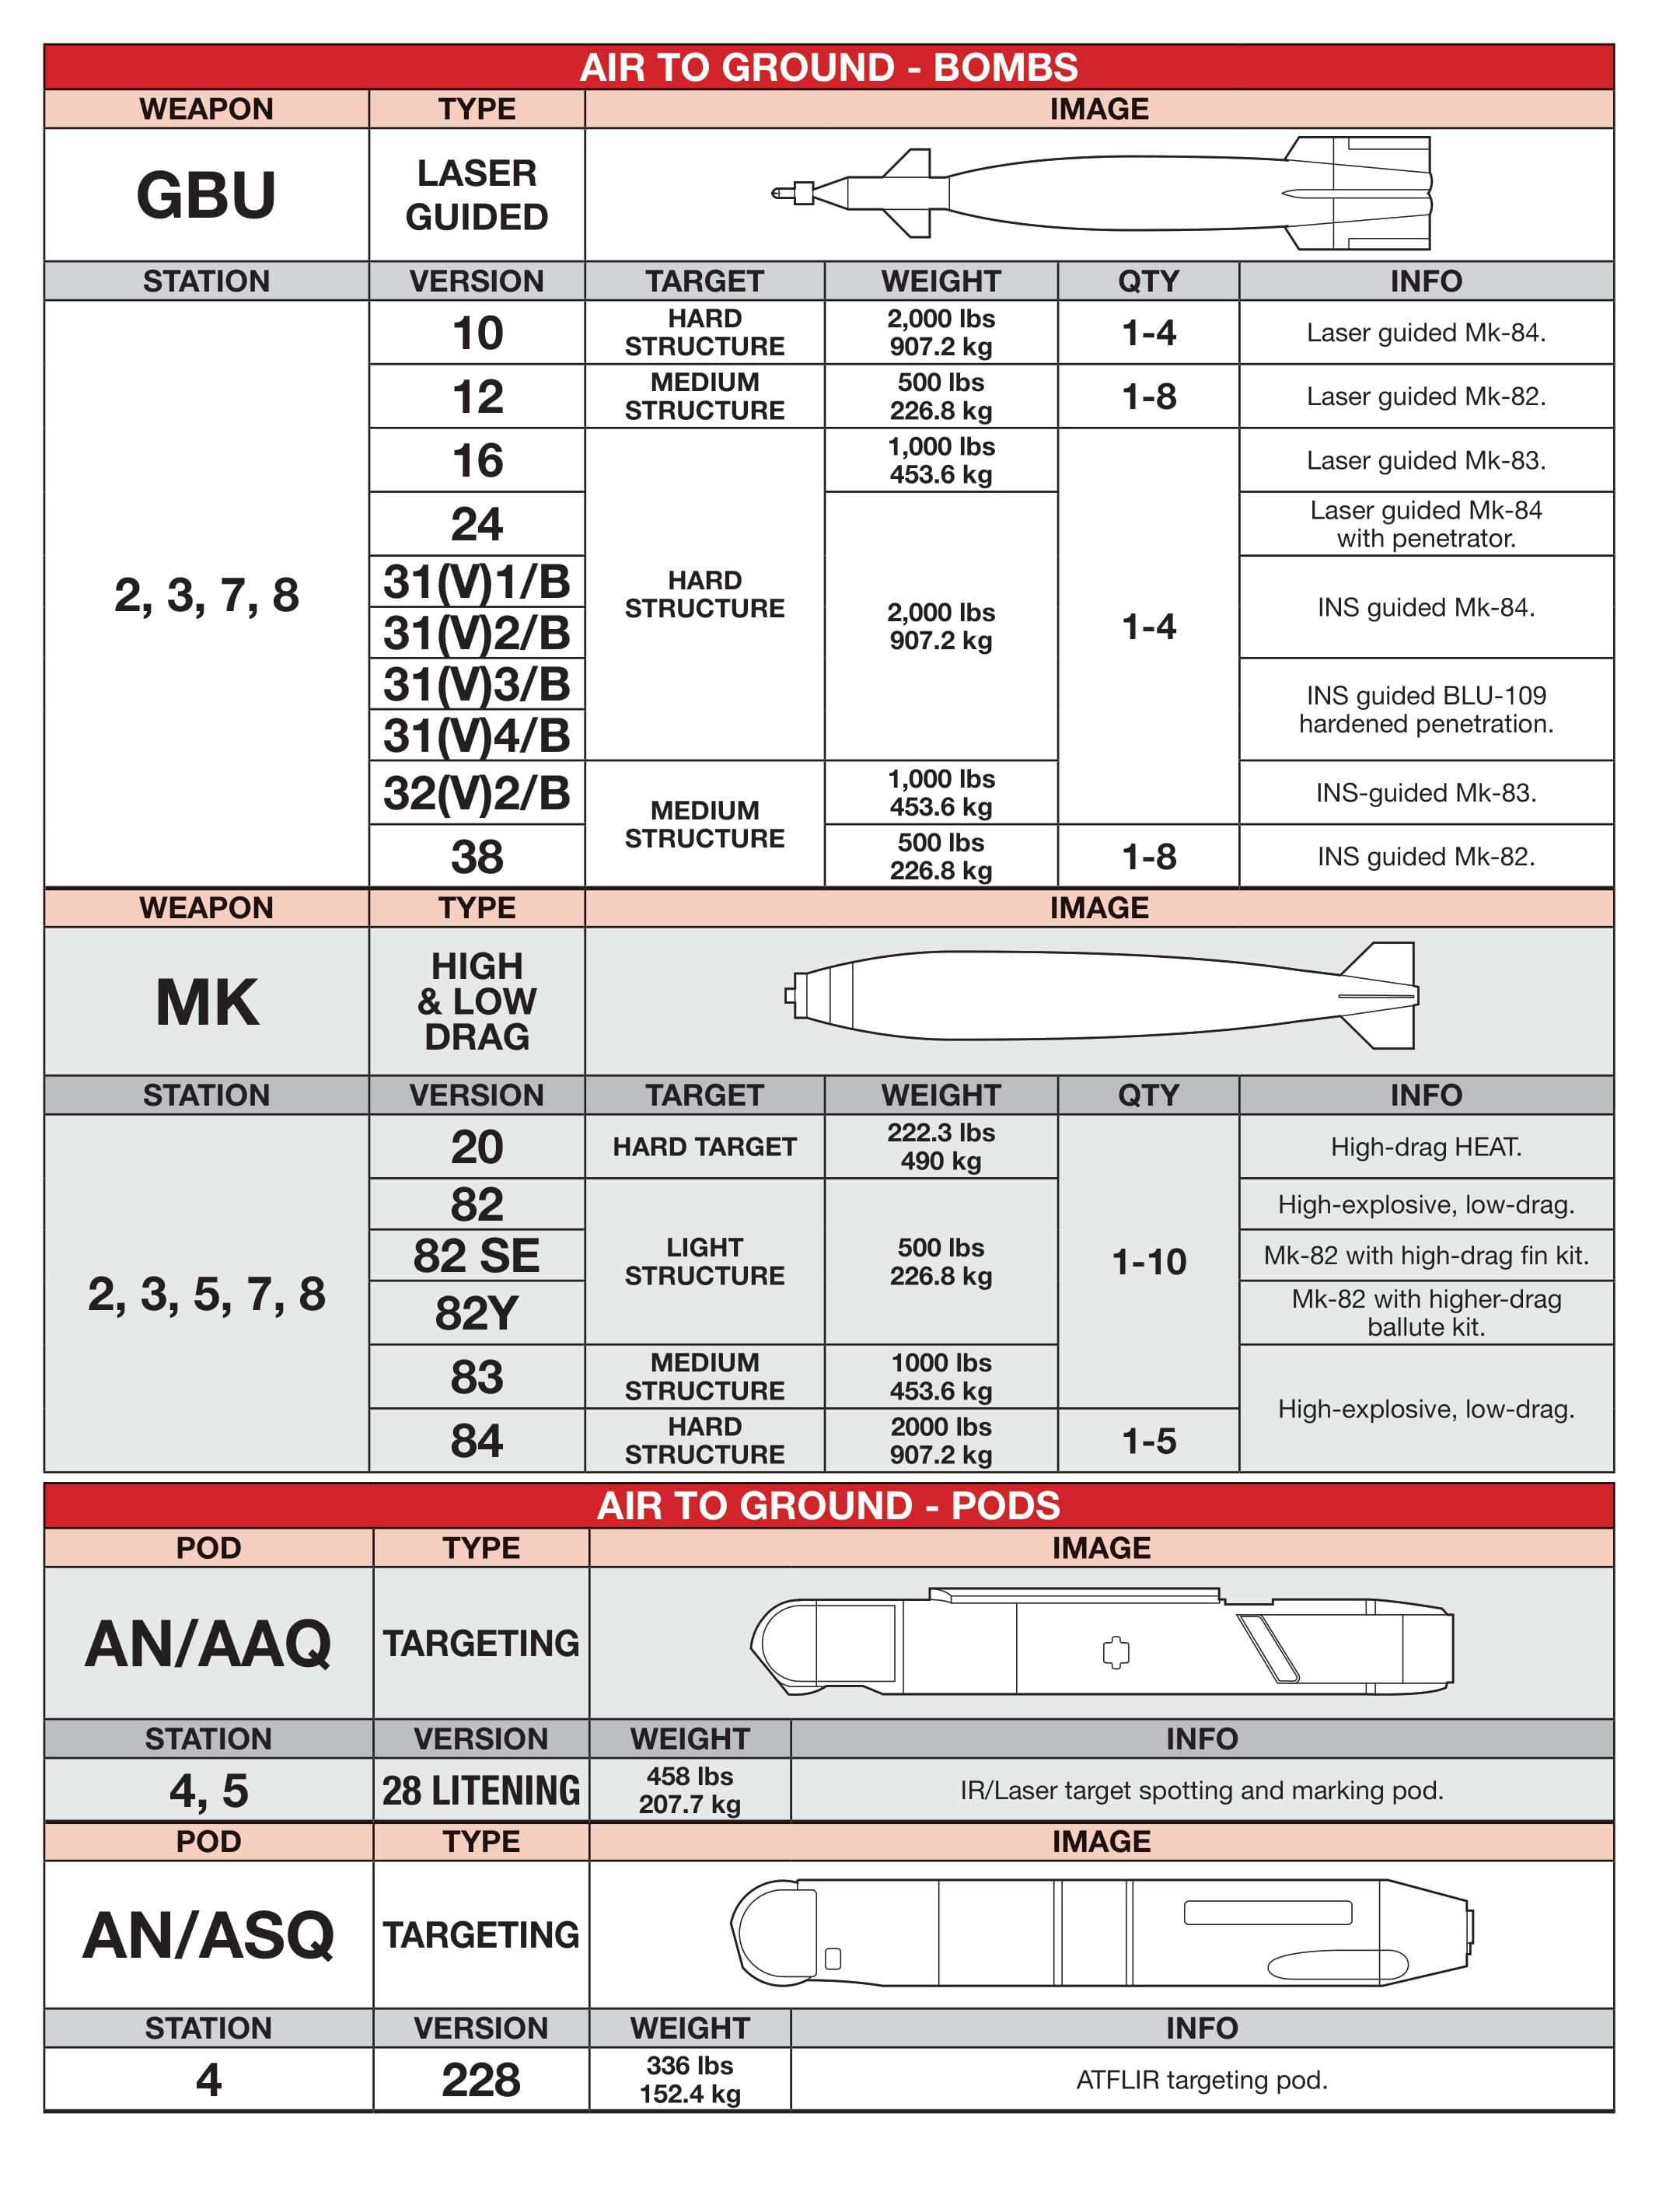 AIR TO GROUND - BOMBS
WEAPON TYPE IMAGE
GBU
LASER
GUIDED
STATION VERSION TARGET WEIGHT QTY INFO
2, 3, 7, 8
10
HARD
STRUCTURE
2,000 lbs
907.2 kg
1-4
Laser guided Mk-84.
12
MEDIUM
STRUCTURE
500 lbs
226.8 kg
1-8
Laser guided Mk-82.
16
HARD
STRUCTURE
1,000 lbs
453.6 kg
1-4
Laser guided Mk-83.
24
2,000 lbs
907.2 kg
Laser guided Mk-84
with penetrator.
31(V)1/B
INS guided Mk-84.
31(V)2/B
31(V)3/B
INS guided BLU-109
hardened penetration.
31(V)4/B
32(V)2/B
MEDIUM
STRUCTURE
1,000 lbs
453.6 kg
INS-guided Mk-83.
38
500 lbs
226.8 kg
1-8
INS guided Mk-82.
WEAPON TYPE IMAGE
MK
HIGH
& LOW
DRAG
STATION VERSION TARGET WEIGHT QTY INFO
2, 3, 5, 7, 8
20
HARD TARGET
222.3 lbs
490 kg
1-10
High-drag HEAT.
82
LIGHT
STRUCTURE
500 lbs
226.8 kg
High-explosive, low-drag.
82 SE
Mk-82 with high-drag fin kit.
82Y
Mk-82 with higher-drag
ballute kit.
83
MEDIUM
STRUCTURE
1000 lbs
453.6 kg
High-explosive, low-drag.
84
HARD
STRUCTURE
2000 lbs
907.2 kg
1-5
AIR TO GROUND - PODS
POD TYPE IMAGE
AN/AAQ TARGETING
STATION VERSION WEIGHT INFO
4, 5
28 LITENING
458 lbs
207.7 kg
IR/Laser target spotting and marking pod.
POD TYPE IMAGE
AN/ASQ TARGETING
STATION VERSION WEIGHT INFO
4
228
336 lbs
152.4 kg
ATFLIR targeting pod.